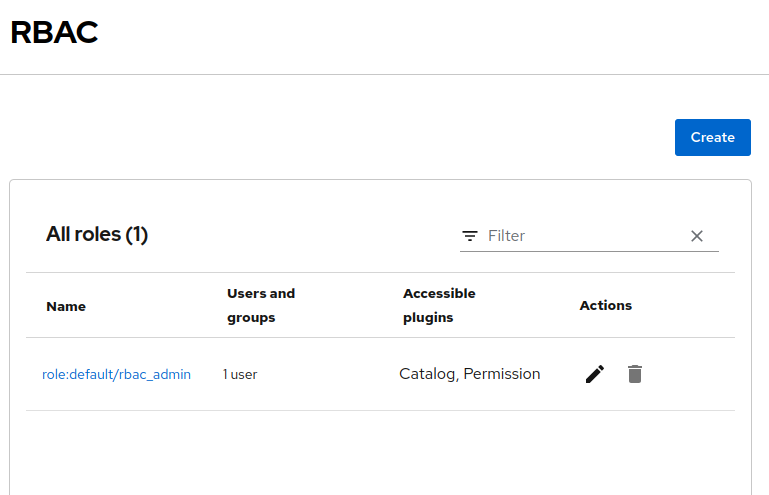 RBAC
Create
All roles (1)
Filter
Name
Users and
groups
Accessible
plugins
Actions
role:default/rbac_admin
1 user
Catalog, Permission